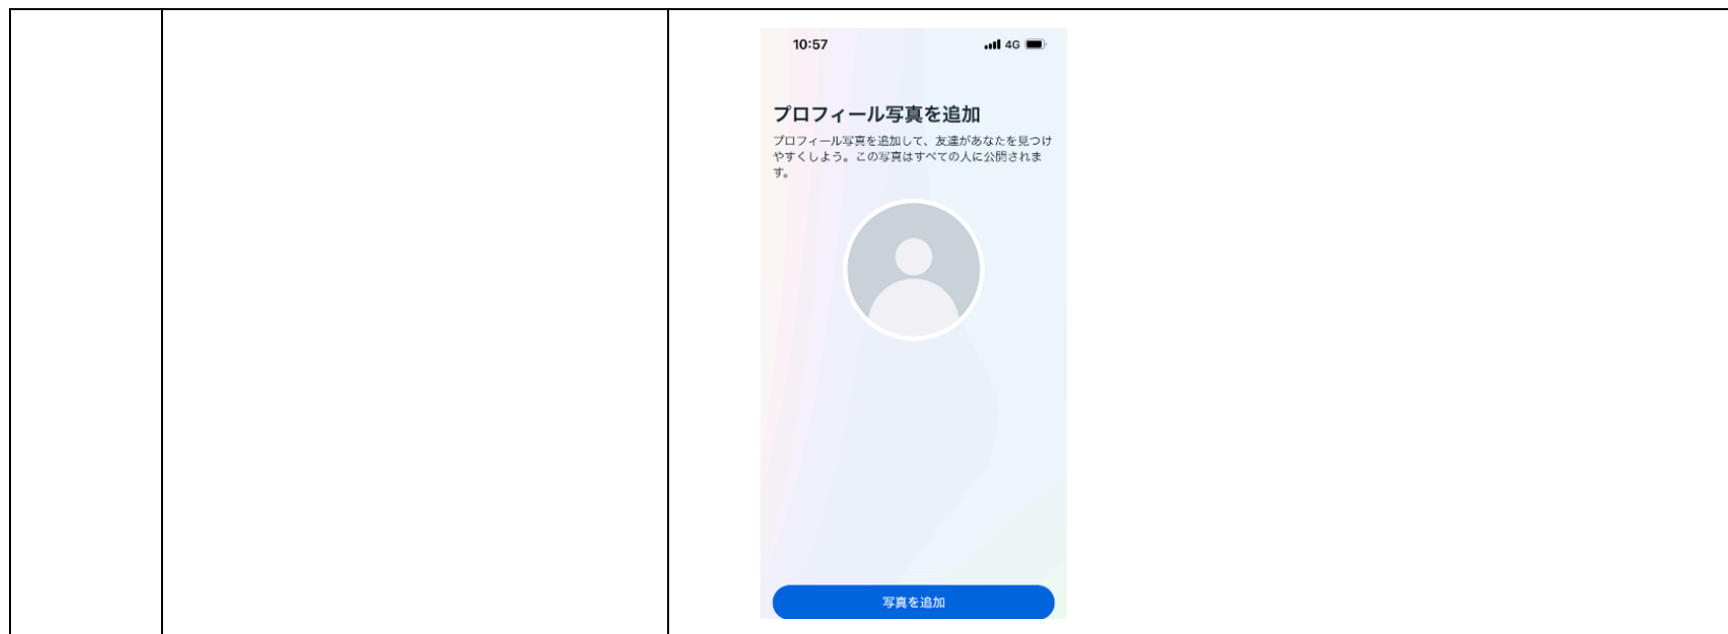 10:57
4G
プロフィール写真を追加
プロフィール写真を追加して、友達があなたを見つけ
やすくしよう。この写真はすべての人に公開されま
す。
写真を追加